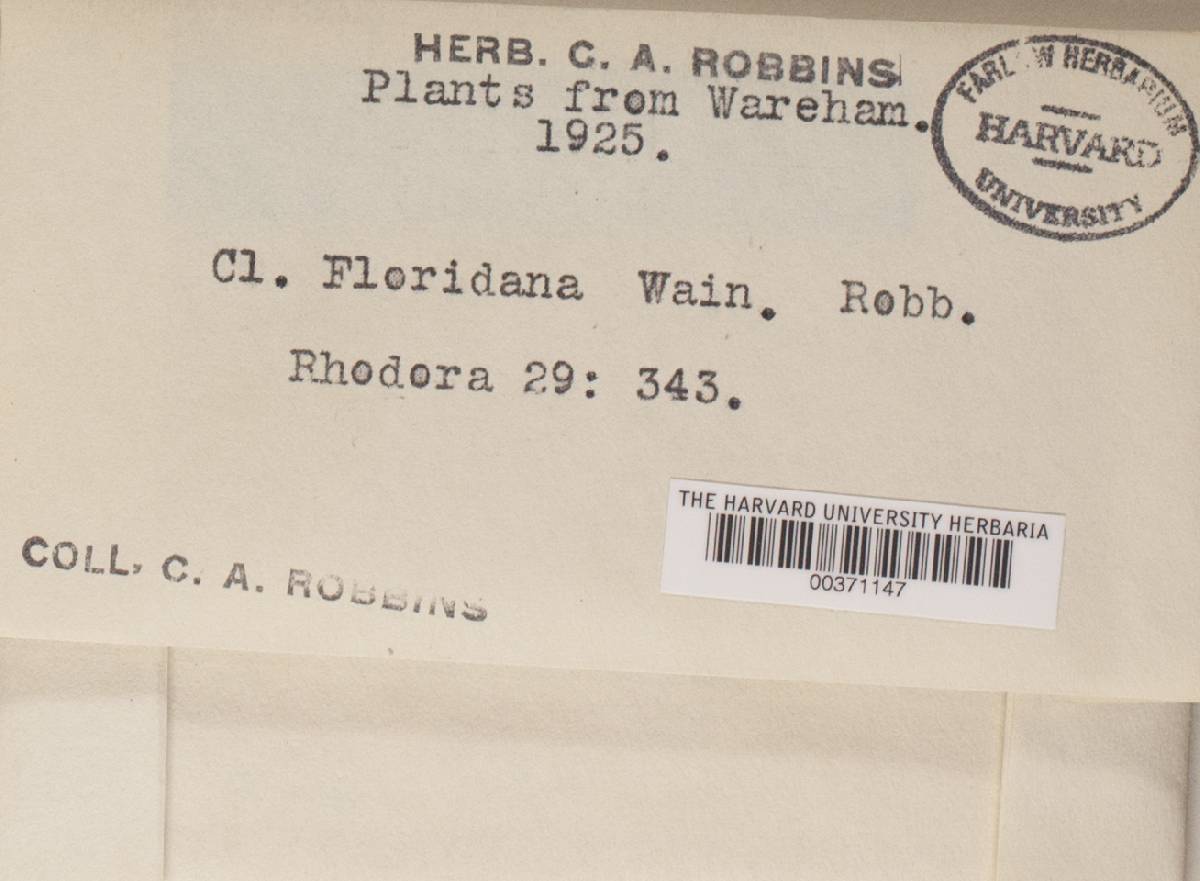 HERB. C. A. ROBBINS
Plants from Wareham.
1925.
FARLOW HERBARIUM
HARVARD
UNIVERSITY
Cl. Floridana Wain. Robb.
Rhodora 29: 343.
THE HARVARD UNIVERSITY HERBARIA
00371147
COLL, C. A. ROBBINS